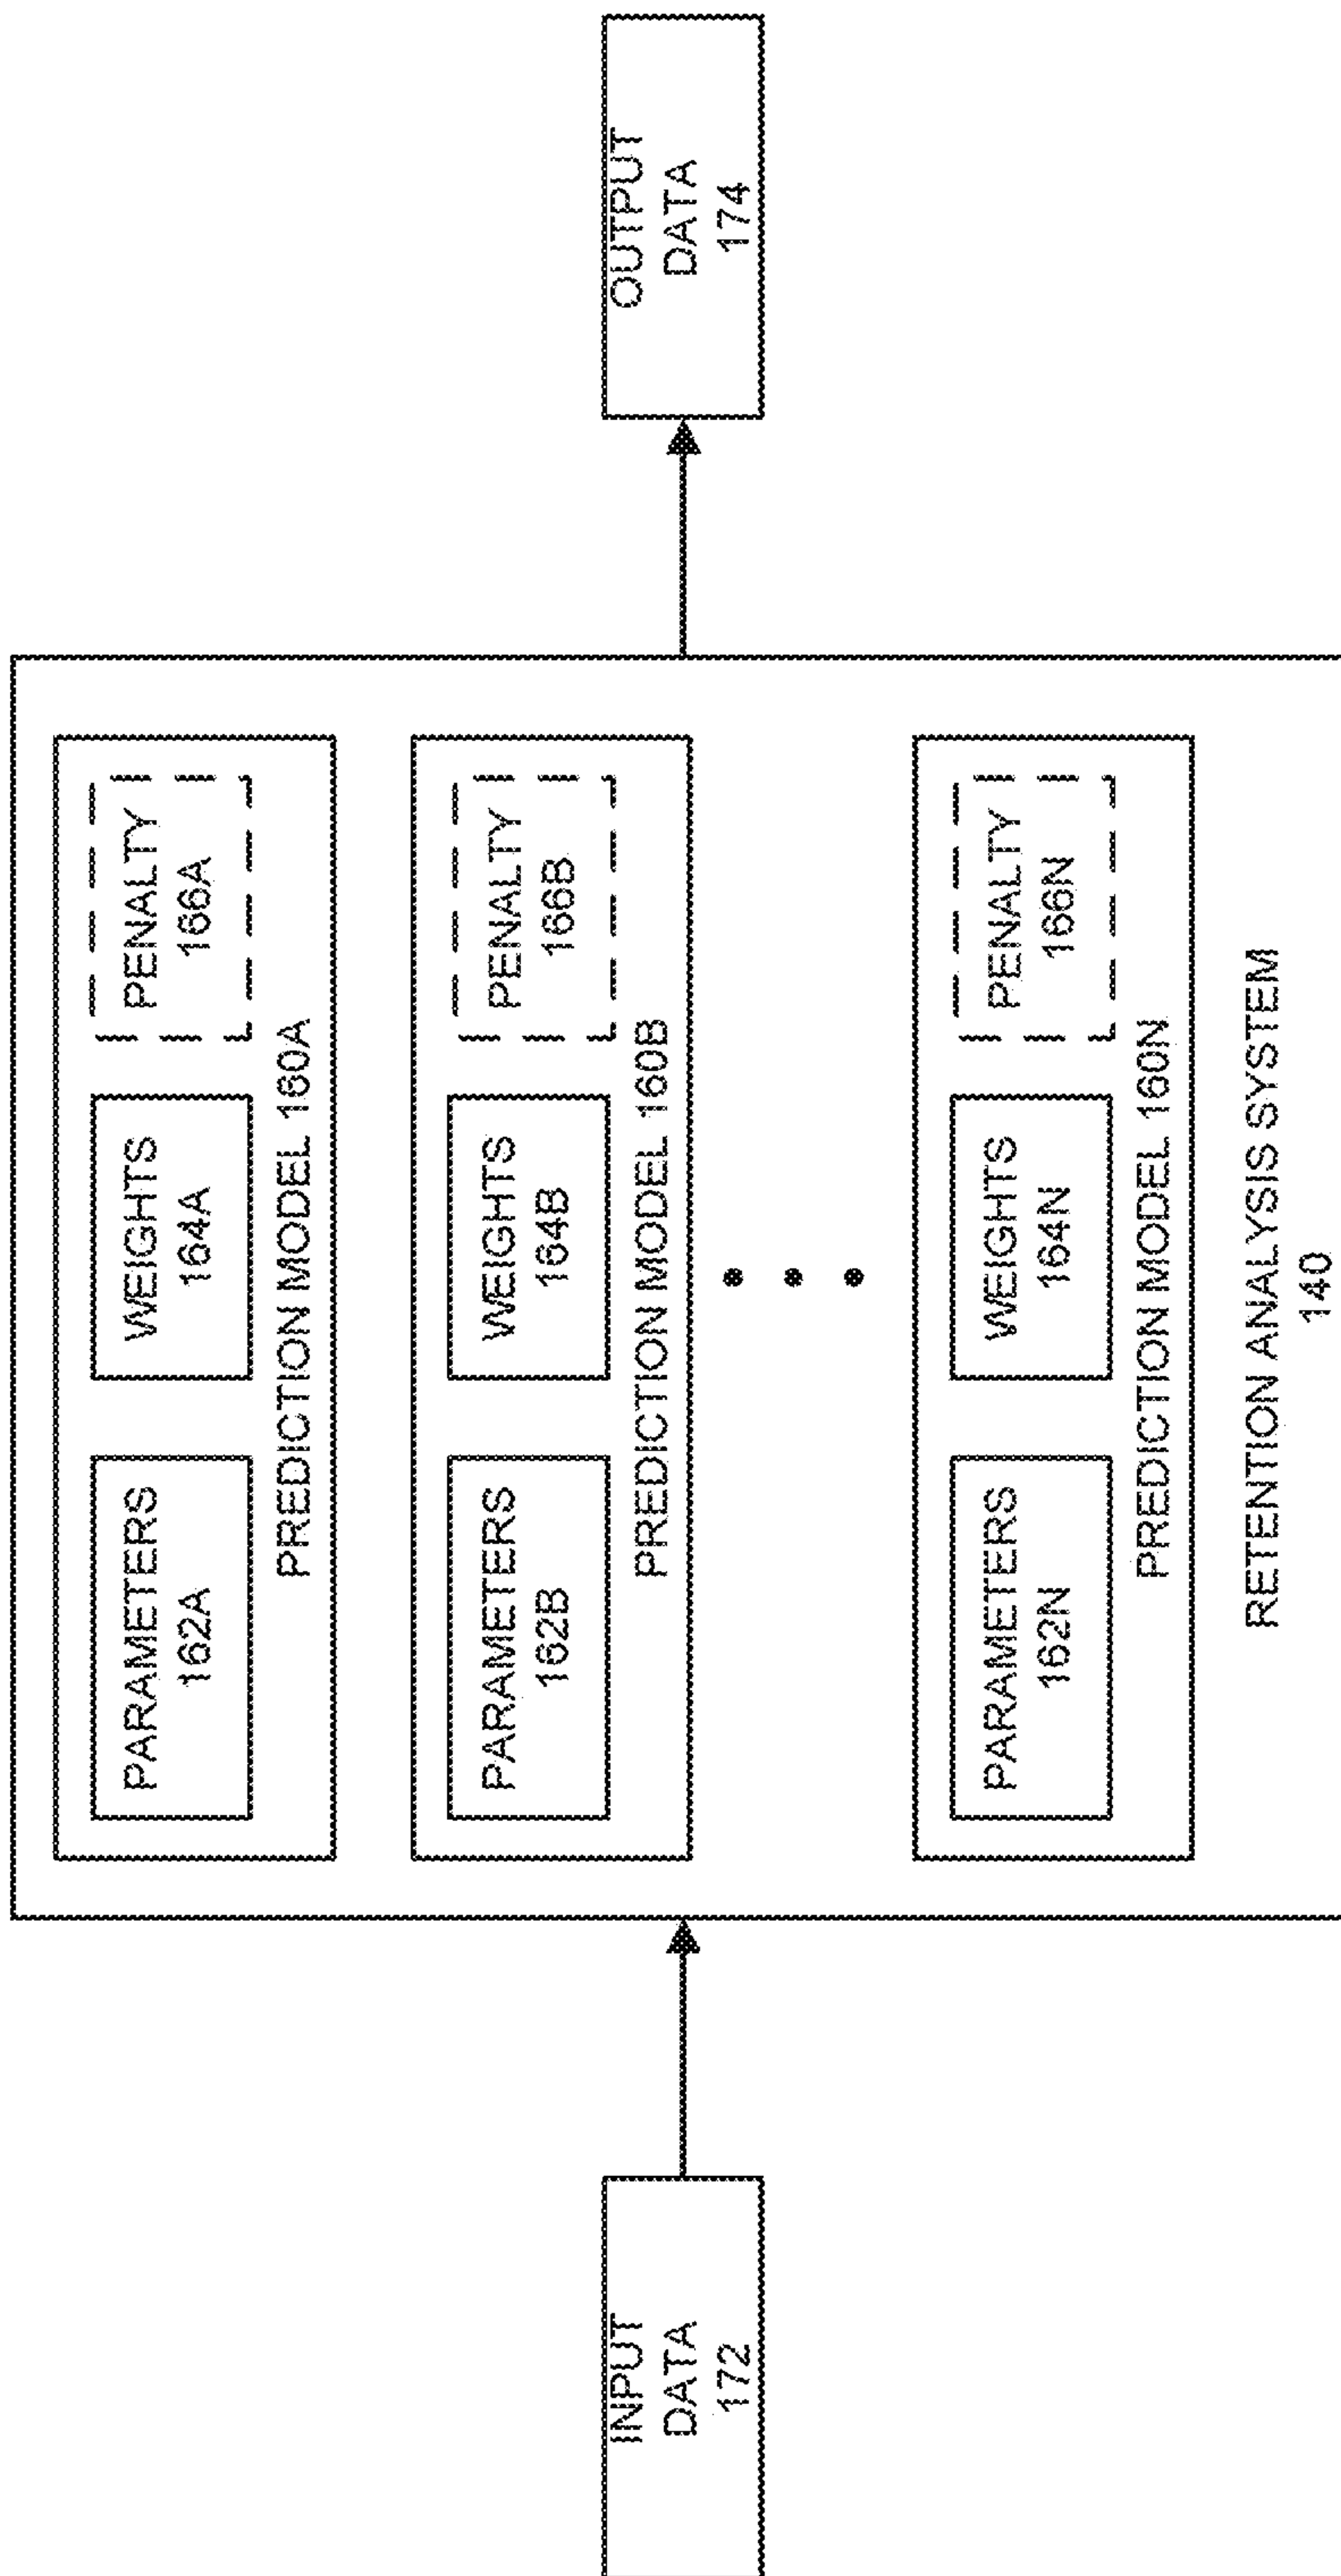 INPUT
DATA
172
PARAMETERS
162A
WEIGHTS
164A
PENALTY
166A
PREDICTION MODEL 160A
PARAMETERS
162B
WEIGHTS
164B
PENALTY
166B
PREDICTION MODEL 160B
PARAMETERS
162N
WEIGHTS
164N
PENALTY
166N
PREDICTION MODEL 160N
RETENTION ANALYSIS SYSTEM
140
OUTPUT
DATA
174